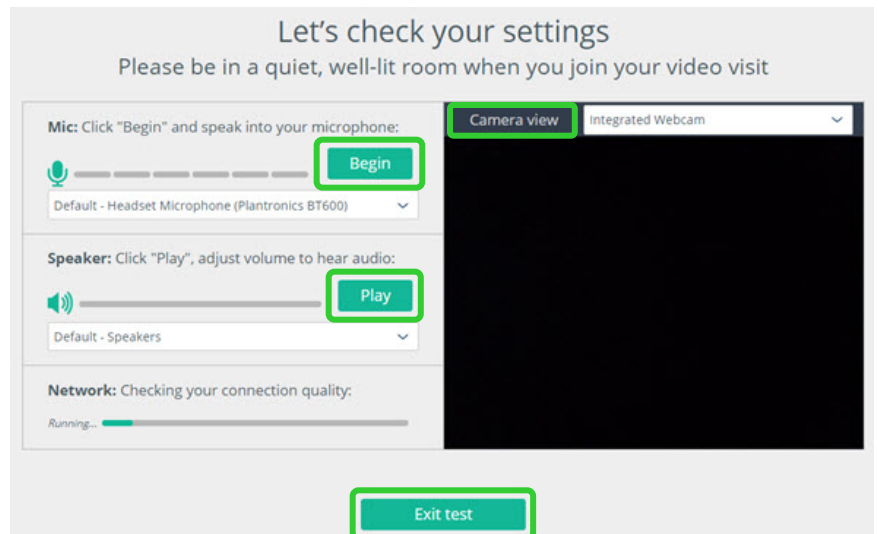 Let's check your settings
Please be in a quiet, well-lit room when you join your video visit
Mic: Click "Begin" and speak into your microphone:
Begin
Default - Headset Microphone (Plantronics BT600)
Speaker: Click "Play", adjust volume to hear audio:
Play
Default - Speakers
Network: Checking your connection quality:
Running...
Camera view
Integrated Webcam
Exit test